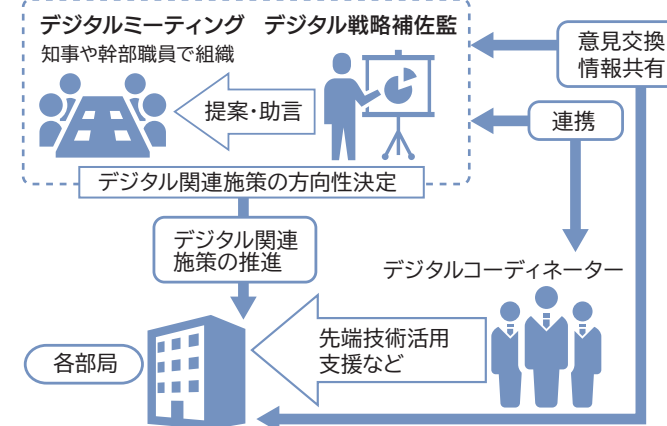 デジタルミーティング デジタル戦略補佐監
知事や幹部職員で組織
提案・助言
意見交換
情報共有
連携
デジタル関連施策の方向性決定
デジタル関連
施策の推進
デジタルコーディネーター
各部局
先端技術活用
支援など